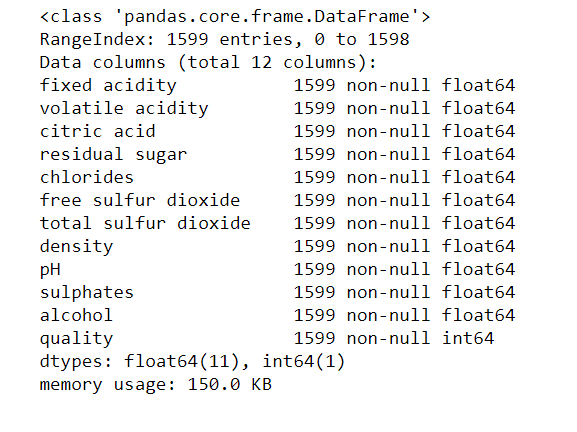 <class 'pandas.core.frame.DataFrame'>
RangeIndex: 1599 entries, 0 to 1598
Data columns (total 12 columns):
fixed acidity           1599 non-null float64
volatile acidity        1599 non-null float64
citric acid             1599 non-null float64
residual sugar          1599 non-null float64
chlorides               1599 non-null float64
free sulfur dioxide     1599 non-null float64
total sulfur dioxide    1599 non-null float64
density                 1599 non-null float64
pH                      1599 non-null float64
sulphates               1599 non-null float64
alcohol                 1599 non-null float64
quality                 1599 non-null int64
dtypes: float64(11), int64(1)
memory usage: 150.0 KB